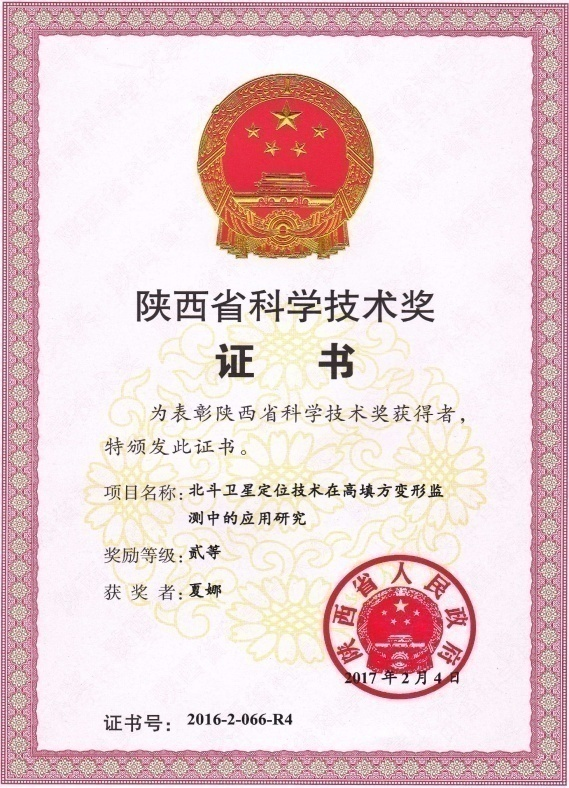 陕西省科学技术奖
证 书
为表彰陕西省科学技术奖获得者，
特颁发此证书。
项目名称：北斗卫星定位技术在高填方变形监
测中的应用研究
奖励等级：贰等
获 奖 者：夏娜
陕西省人民政府
2017 年 2 月 4 日
证书号： 2016-2-066-R4